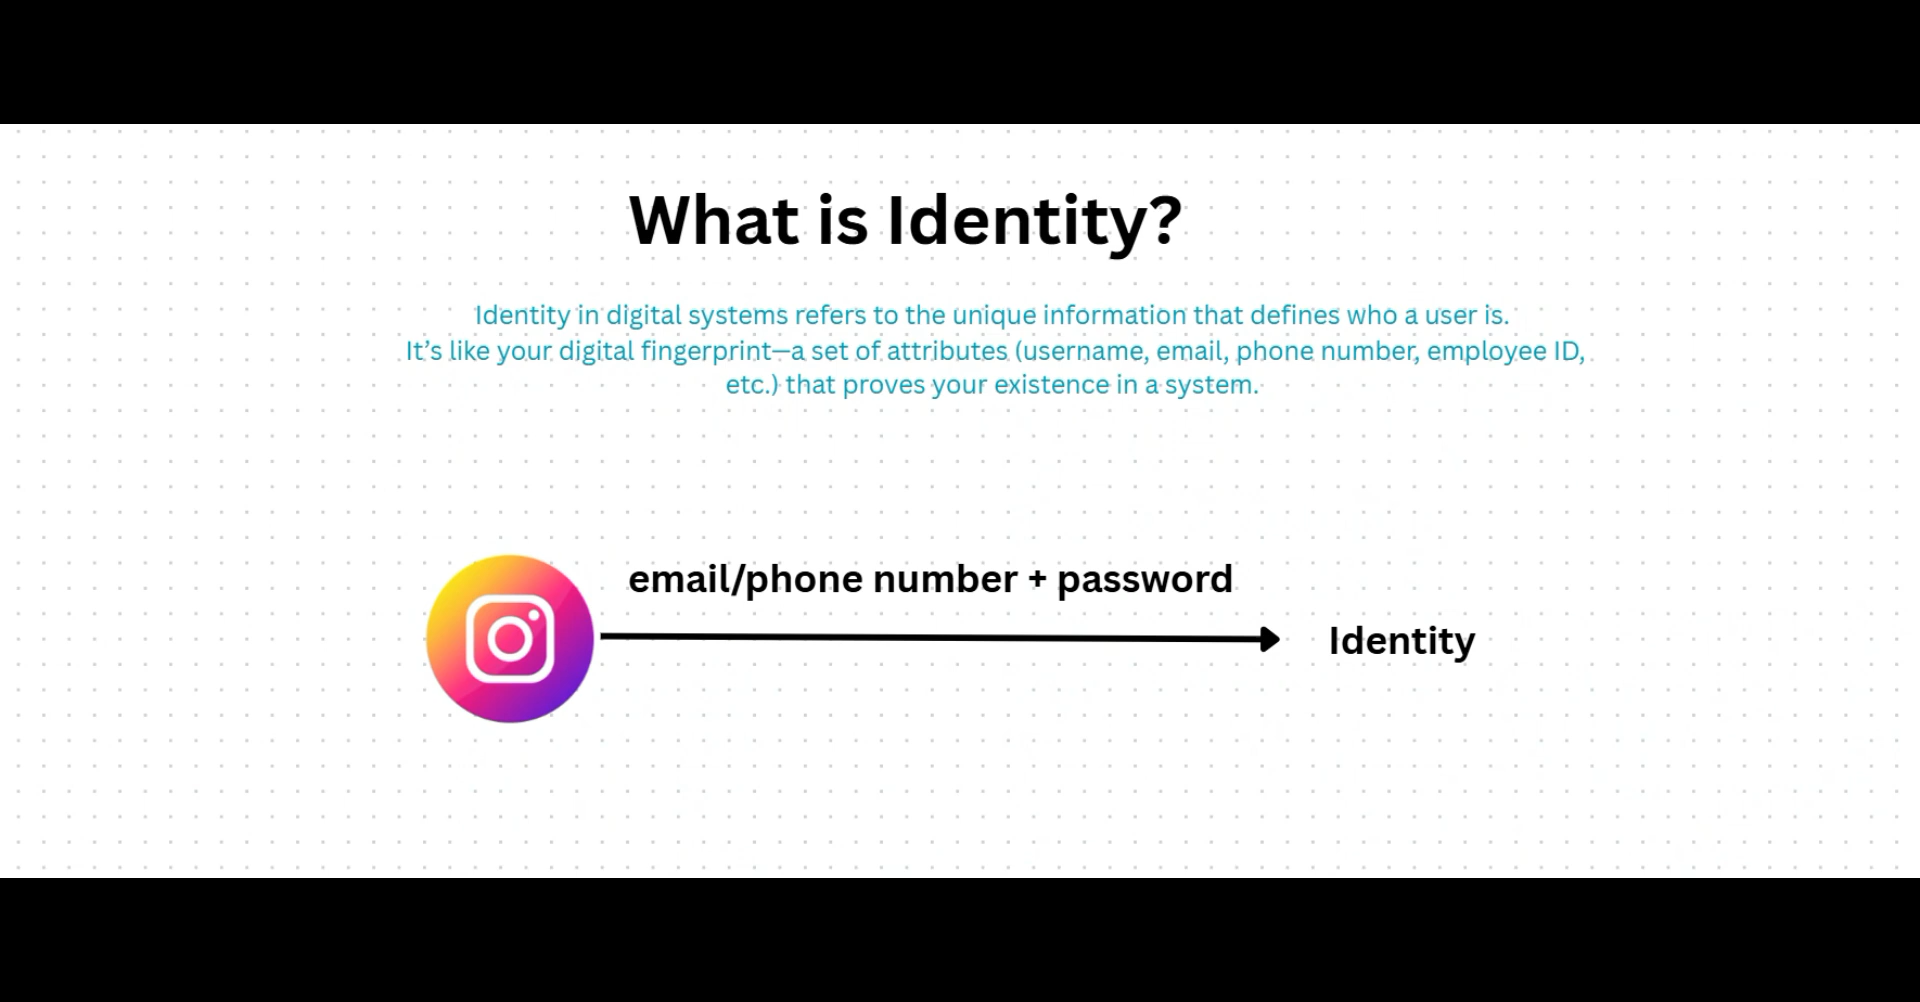 What is Identity?
Identity in digital systems refers to the unique information that defines who a user is.
It’s like your digital fingerprint—a set of attributes (username, email, phone number, employee ID,
etc.) that proves your existence in a system.
email/phone number + password
Identity